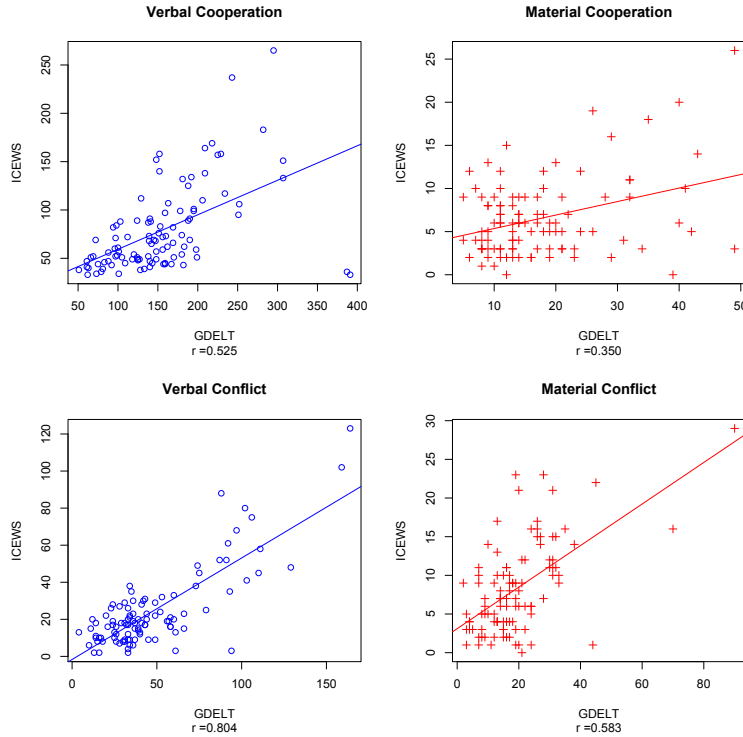 Verbal Cooperation
250
200
150
100
50
ICEWS
50 100 150 200 250 300 350 400
GDELT
r =0.525
Material Cooperation
25
20
15
10
5
0
ICEWS
10 20 30 40 50
GDELT
r =0.350
Verbal Conflict
120
100
80
60
40
20
0
ICEWS
0 50 100 150
GDELT
r =0.804
Material Conflict
30
25
20
15
10
5
0
ICEWS
0 20 40 60 80
GDELT
r =0.583